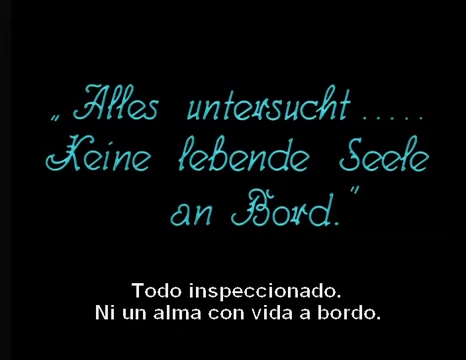 „Alles untersucht.....
Keine lebende Seele
an Bord."
Todo inspeccionado.
Ni un alma con vida a bordo.